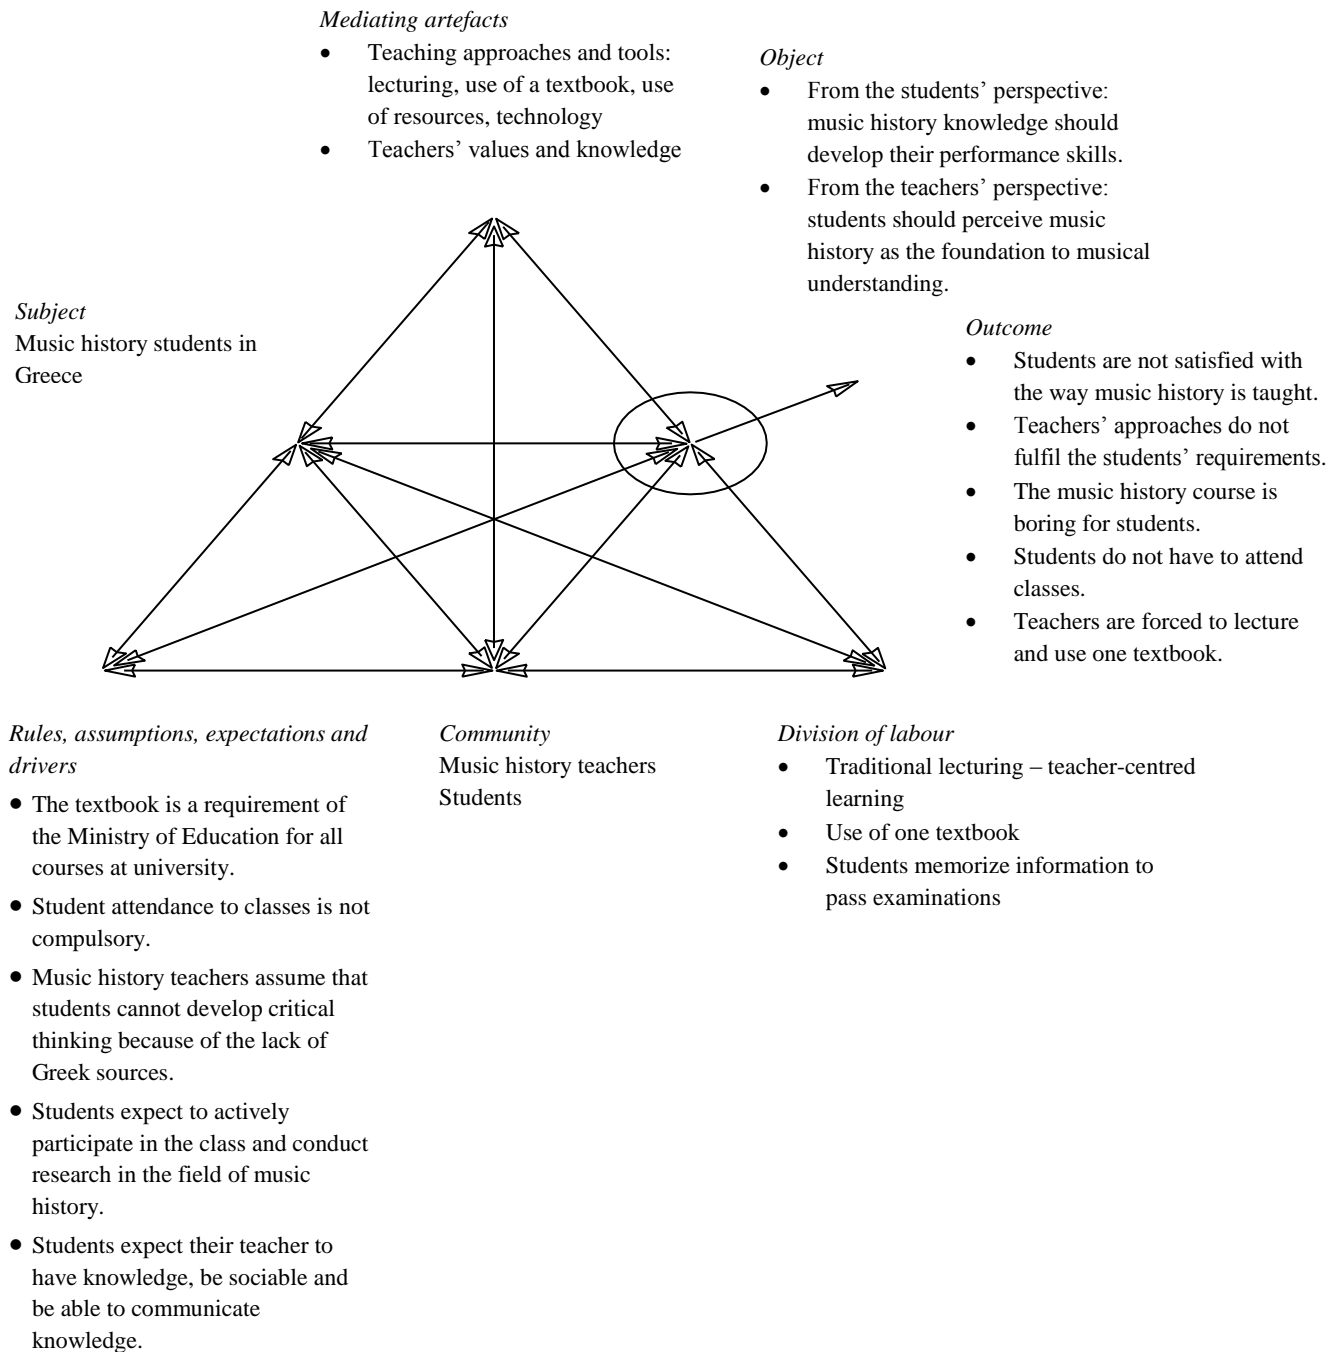 Mediating artefacts
• Teaching approaches and tools:
lecturing, use of a textbook, use
of resources, technology
• Teachers’ values and knowledge
Object
• From the students’ perspective:
music history knowledge should
develop their performance skills.
• From the teachers’ perspective:
students should perceive music
history as the foundation to musical
understanding.
Subject
Music history students in
Greece
Outcome
• Students are not satisfied with
the way music history is taught.
• Teachers’ approaches do not
fulfil the students’ requirements.
• The music history course is
boring for students.
• Students do not have to attend
classes.
• Teachers are forced to lecture
and use one textbook.
Rules, assumptions, expectations and
drivers
• The textbook is a requirement of
the Ministry of Education for all
courses at university.
• Student attendance to classes is not
compulsory.
• Music history teachers assume that
students cannot develop critical
thinking because of the lack of
Greek sources.
• Students expect to actively
participate in the class and conduct
research in the field of music
history.
• Students expect their teacher to
have knowledge, be sociable and
be able to communicate
knowledge.
Community
Music history teachers
Students
Division of labour
• Traditional lecturing – teacher-centred
learning
• Use of one textbook
• Students memorize information to
pass examinations